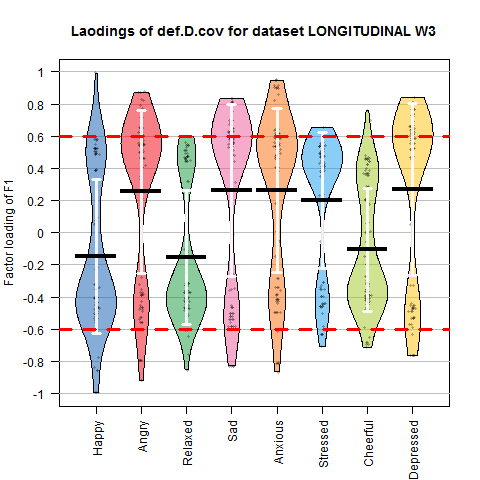 Laodings of def.D.cov for dataset LONGITUDINAL W3
Factor loading of F1
1
0.8
0.6
0.4
0.2
0
-0.2
-0.4
-0.6
-0.8
-1
Happy
Angry
Relaxed
Sad
Anxious
Stressed
Cheerful
Depressed